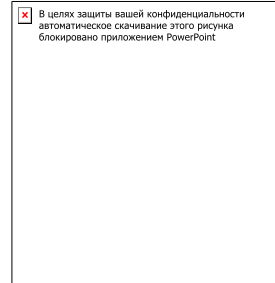 В целях защиты вашей конфиденциальности
автоматическое скачивание этого рисунка
блокировано приложением PowerPoint